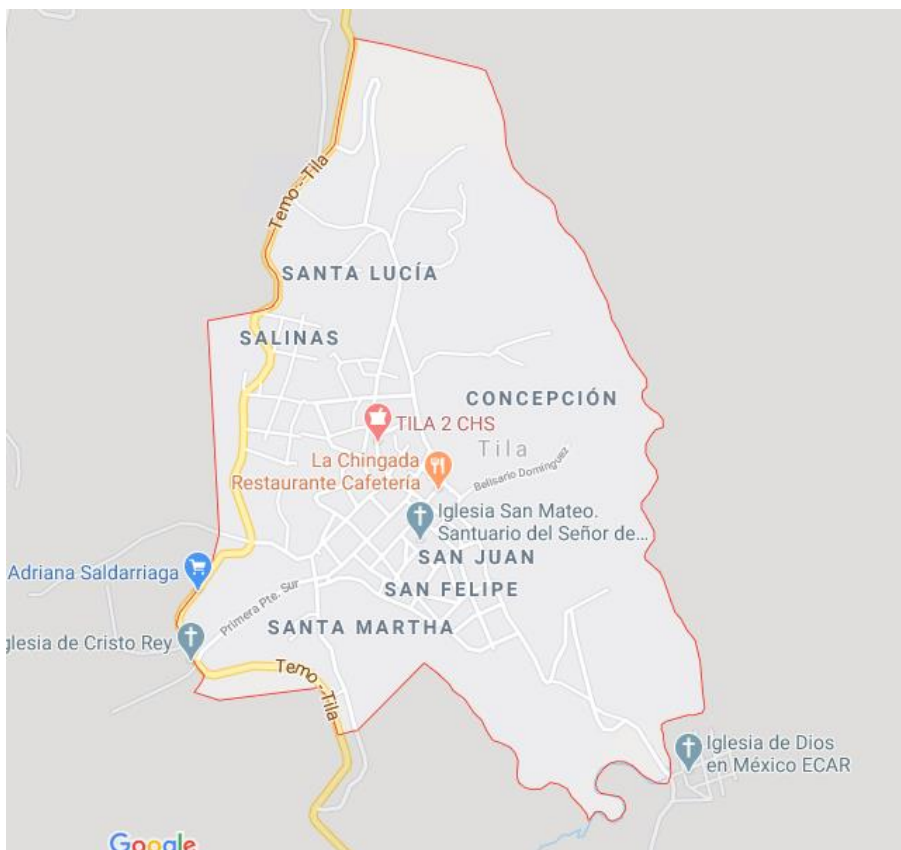 Temo - Tila
SANTA LUCÍA
SALINAS
CONCEPCIÓN
TILA 2 CHS
Tila
La Chingada
Restaurante Cafetería
Belisario Domínguez
Iglesia San Mateo.
Santuario del Señor de...
SAN JUAN
Adriana Saldarriaga
SAN FELIPE
Primera Pte. Sur
SANTA MARTHA
glesia de Cristo Rey
Temo - Tila
Iglesia de Dios
en México ECAR
Google